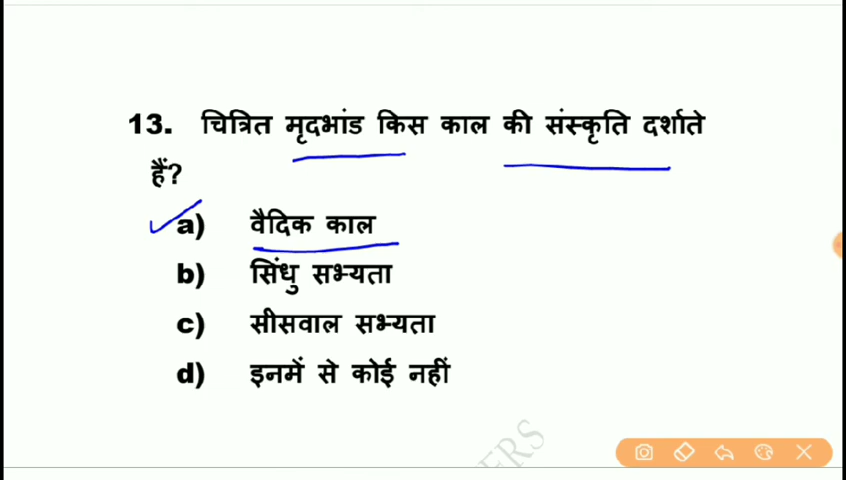 13. चित्रित मृदभांड किस काल की संस्कृति दर्शाते
हैं?
a) वैदिक काल
b) सिंधु सभ्यता
c) सीसवाल सभ्यता
d) इनमें से कोई नहीं